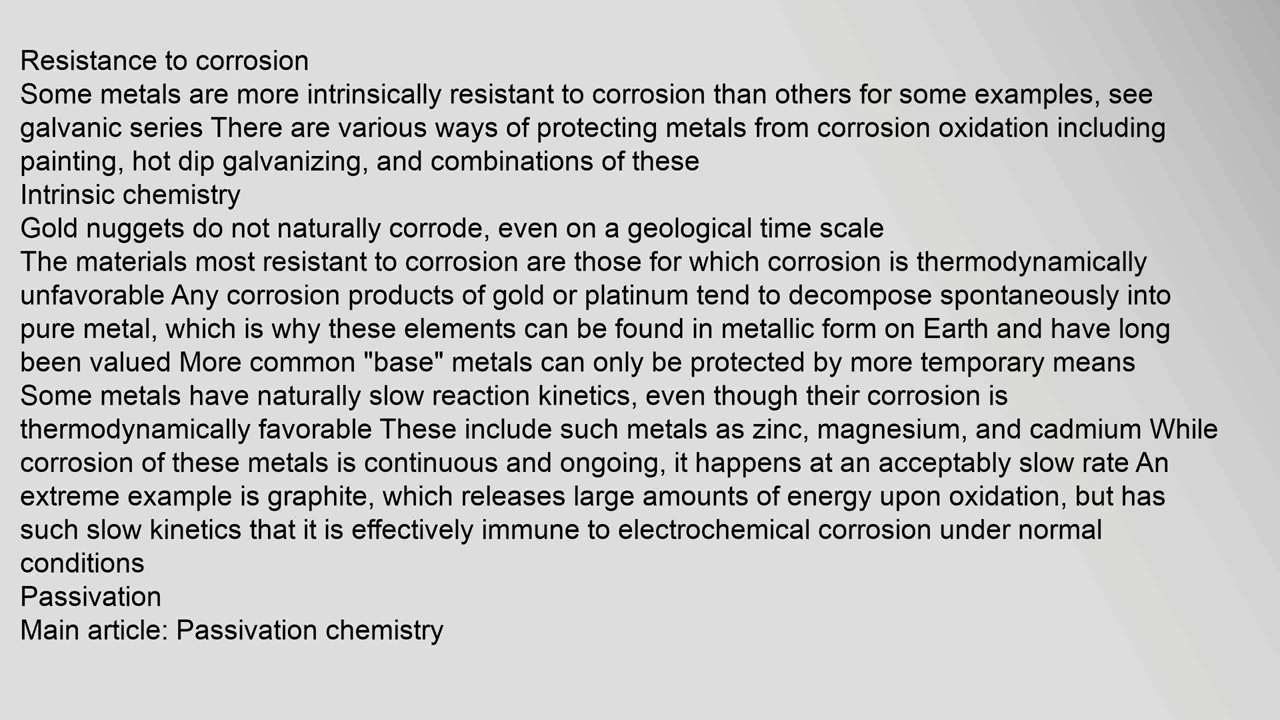 Resistance to corrosion
Some metals are more intrinsically resistant to corrosion than others for some examples, see
galvanic series There are various ways of protecting metals from corrosion oxidation including
painting, hot dip galvanizing, and combinations of these
Intrinsic chemistry
Gold nuggets do not naturally corrode, even on a geological time scale
The materials most resistant to corrosion are those for which corrosion is thermodynamically
unfavorable Any corrosion products of gold or platinum tend to decompose spontaneously into
pure metal, which is why these elements can be found in metallic form on Earth and have long
been valued More common "base" metals can only be protected by more temporary means
Some metals have naturally slow reaction kinetics, even though their corrosion is
thermodynamically favorable These include such metals as zinc, magnesium, and cadmium While
corrosion of these metals is continuous and ongoing, it happens at an acceptably slow rate An
extreme example is graphite, which releases large amounts of energy upon oxidation, but has
such slow kinetics that it is effectively immune to electrochemical corrosion under normal
conditions
Passivation
Main article: Passivation chemistry